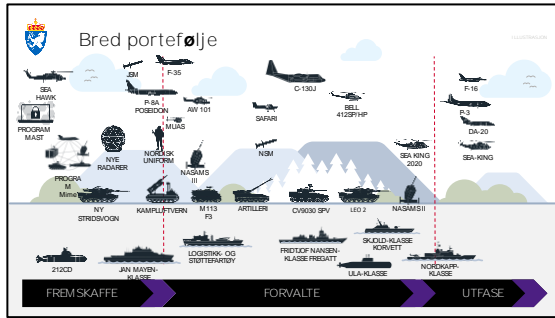 Bred portefølje
ILLUSTRASJON
JSM
F-35
SEA
HAWK
P-8A
POSEIDON
AW 101
C-130J
BELL
412SP/HP
F-16
P-3
PROGRAM
MAST
MUAS
SAFARI
DA-20
NYE
RADARER
NORDISK
UNIFORM
NASAMS
III
NSM
SEA KING
2020
SEA-KING
PROGRA
M
Mime
NY
STRIDSVOGN
KAMPLUFTVERN
M113
F3
ARTILLERI
CV9030 SPV
LEO 2
NASAMS II
212CD
JAN MAYEN-
KLASSE
LOGISTIKK- OG
STØTTEFARTØY
FRIDTJOF NANSEN-
KLASSE FREGATT
SKJOLD-KLASSE
KORVETT
ULA-KLASSE
NORDKAPP-
KLASSE
FREMSKAFFE
FORVALTE
UTFASE